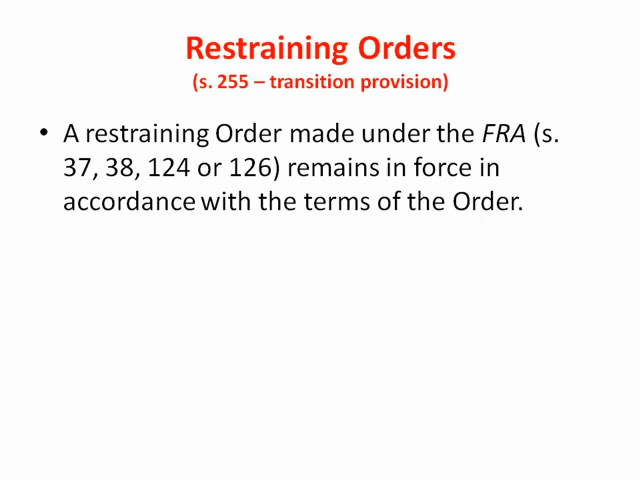 Restraining Orders
(s. 255 – transition provision)
• A restraining Order made under the FRA (s.
37, 38, 124 or 126) remains in force in
accordance with the terms of the Order.